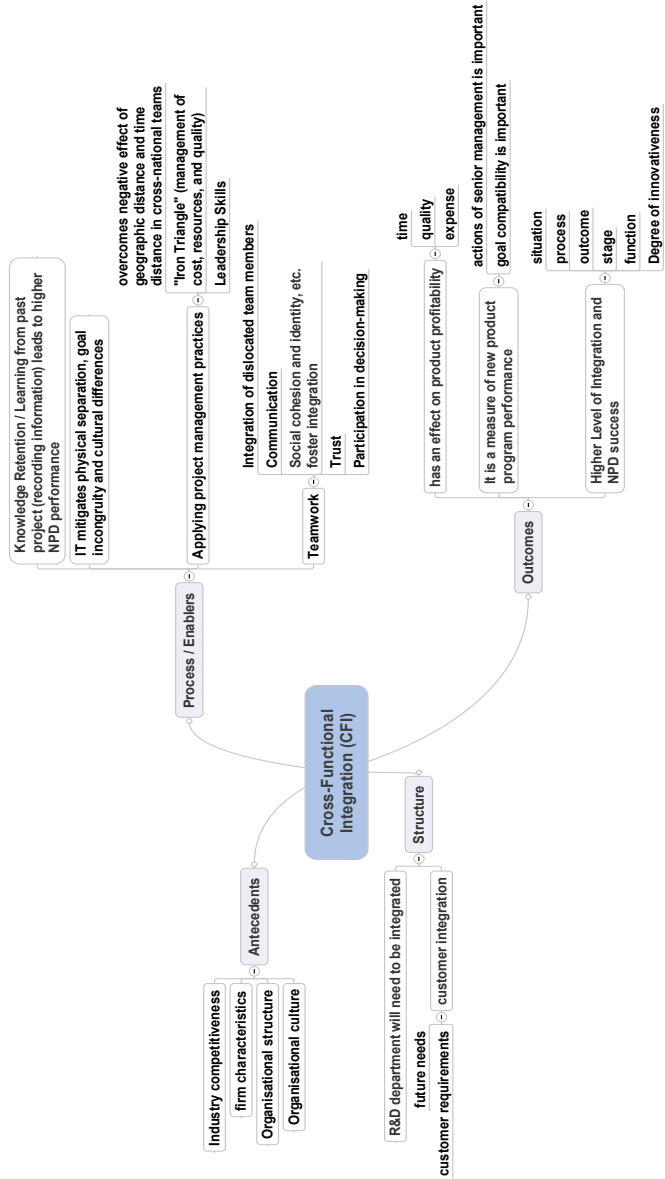 Cross-Functional
Integration (CFI)
Process / Enablers
Knowledge Retention / Learning from past
project (recording information) leads to higher
NPD performance
IT mitigates physical separation, goal
incongruity and cultural differences
Applying project management practices
overcomes negative effect of
geographic distance and time
distance in cross-national teams
"Iron Triangle" (management of
cost, resources, and quality)
Leadership Skills
Teamwork
Integration of dislocated team members
Communication
Social cohesion and identity, etc.
foster integration
Trust
Participation in decision-making
Outcomes
has an effect on product profitability
time
quality
expense
It is a measure of new product
program performance
actions of senior management is important
goal compatibility is important
Higher Level of Integration and
NPD success
situation
process
outcome
stage
function
Degree of innovativeness
Antecedents
Industry competitiveness
firm characteristics
Organisational structure
Organisational culture
Structure
R&D department will need to be integrated
customer integration
future needs
customer requirements